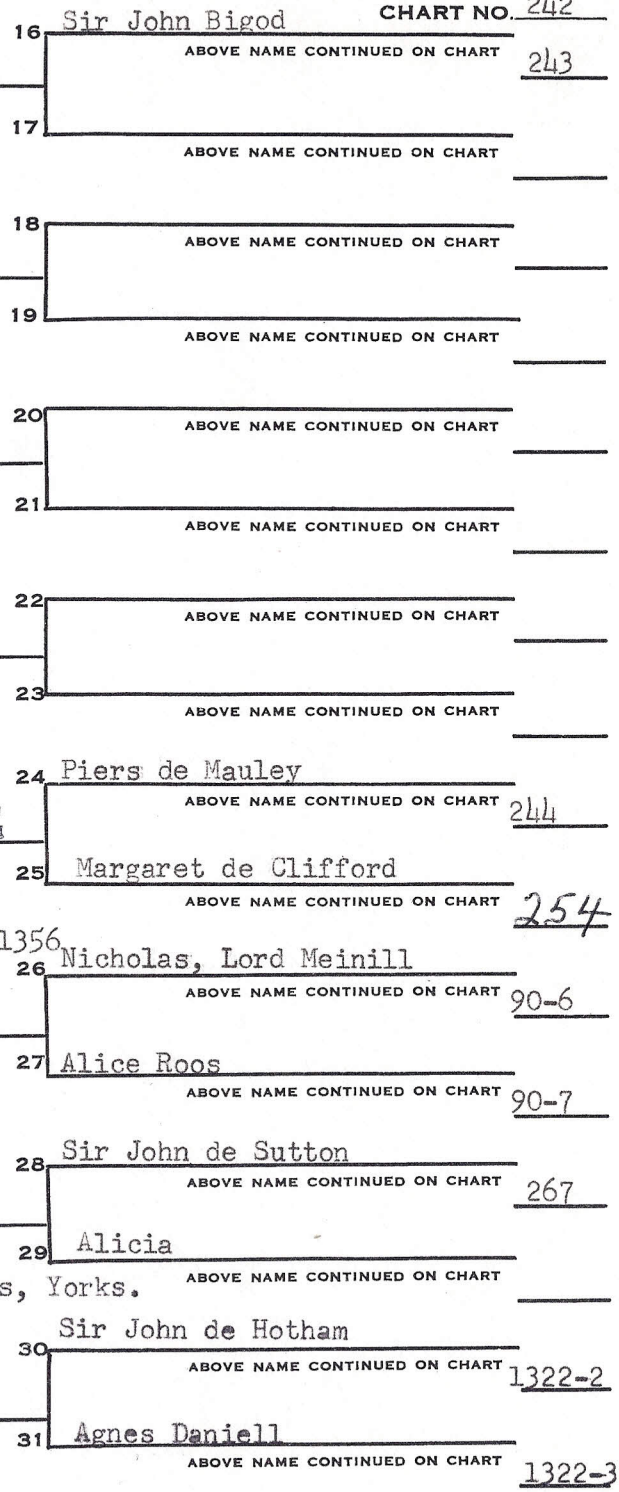 CHART NO. 242
16 Sir John Bigod
ABOVE NAME CONTINUED ON CHART 243
17
ABOVE NAME CONTINUED ON CHART
18
ABOVE NAME CONTINUED ON CHART
19
ABOVE NAME CONTINUED ON CHART
20
ABOVE NAME CONTINUED ON CHART
21
ABOVE NAME CONTINUED ON CHART
22
ABOVE NAME CONTINUED ON CHART
23
ABOVE NAME CONTINUED ON CHART
24 Piers de Mauley
ABOVE NAME CONTINUED ON CHART 244
25 Margaret de Clifford
ABOVE NAME CONTINUED ON CHART 254
1356
26 Nicholas, Lord Meinill
ABOVE NAME CONTINUED ON CHART 90-6
27 Alice Roos
ABOVE NAME CONTINUED ON CHART 90-7
28 Sir John de Sutton
ABOVE NAME CONTINUED ON CHART 267
29 Alicia
ABOVE NAME CONTINUED ON CHART
s, Yorks.
30 Sir John de Hotham
ABOVE NAME CONTINUED ON CHART 1322-2
31 Agnes Daniell
ABOVE NAME CONTINUED ON CHART 1322-3